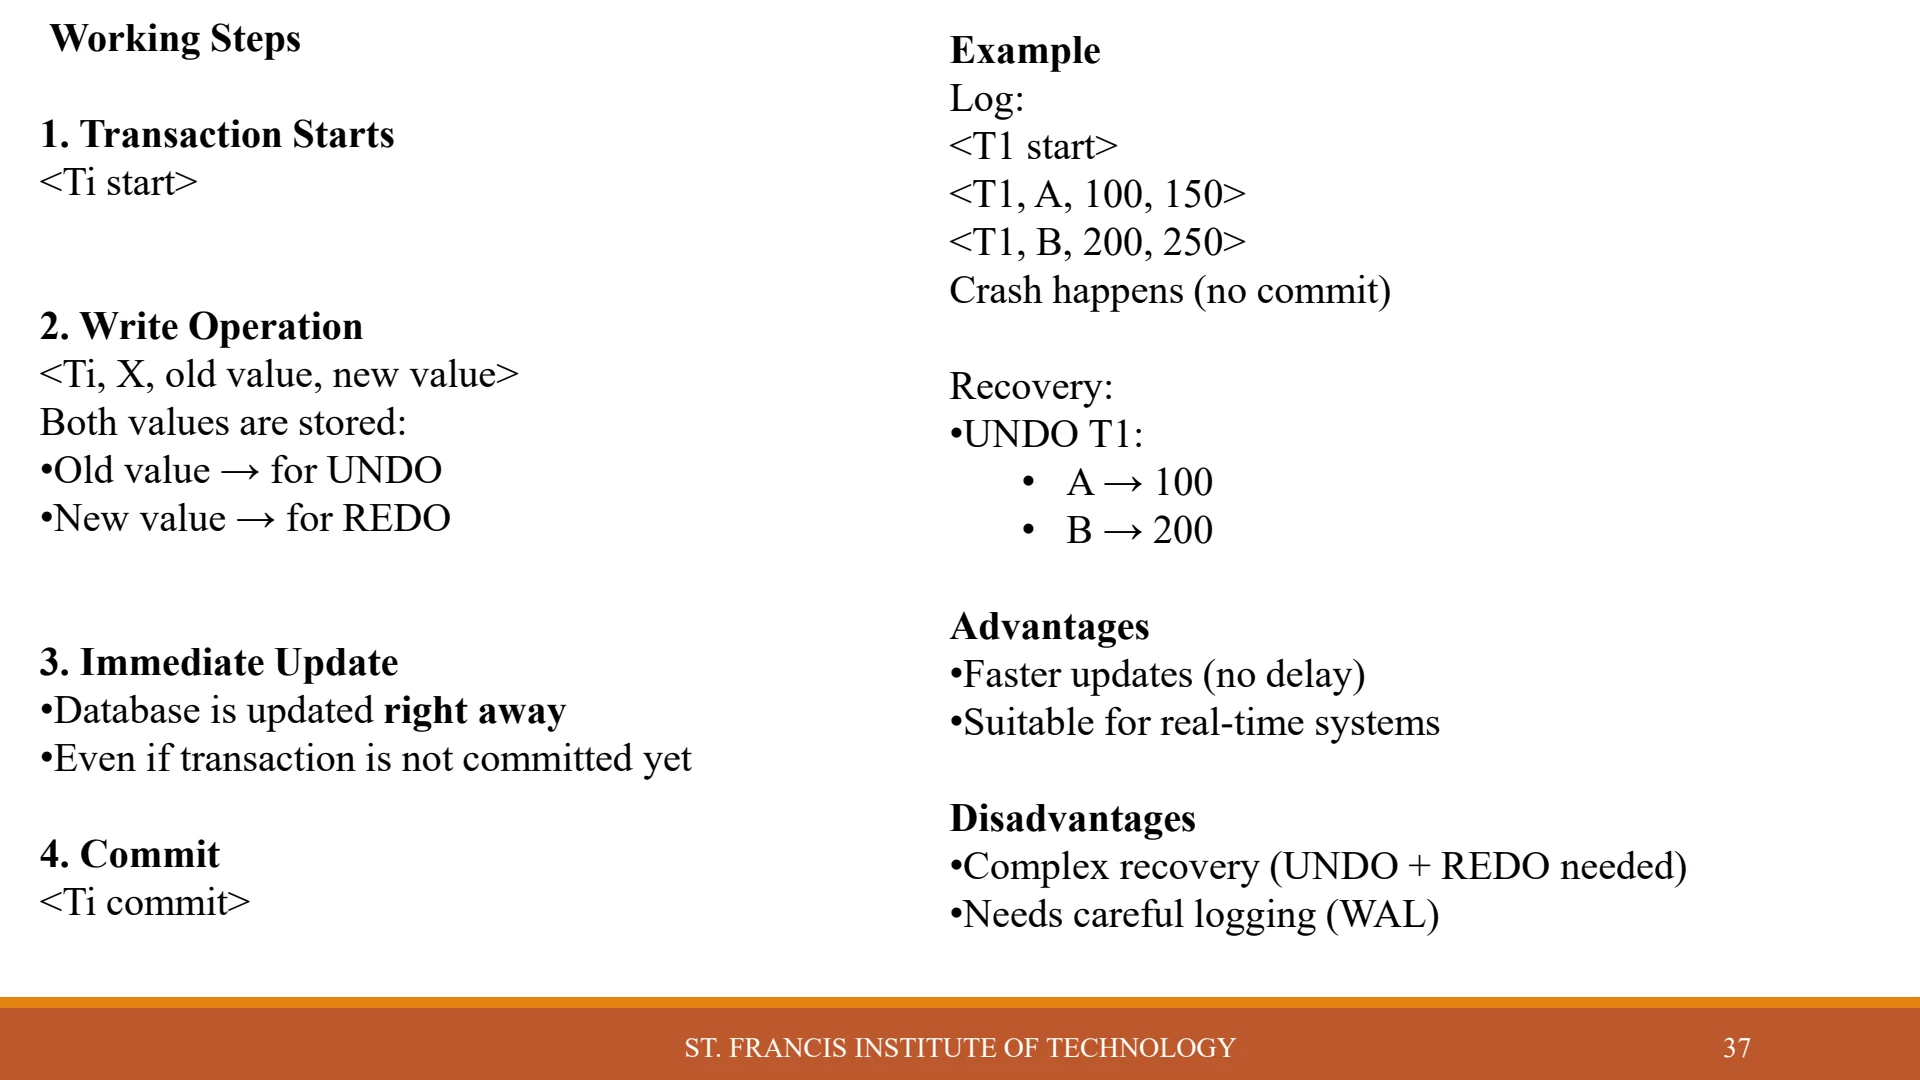 Working Steps
1. Transaction Starts
<Ti start>
2. Write Operation
<Ti, X, old value, new value>
Both values are stored:
•Old value → for UNDO
•New value → for REDO
3. Immediate Update
•Database is updated right away
•Even if transaction is not committed yet
4. Commit
<Ti commit>
Example
Log:
<T1 start>
<T1, A, 100, 150>
<T1, B, 200, 250>
Crash happens (no commit)
Recovery:
•UNDO T1:
• A → 100
• B → 200
Advantages
•Faster updates (no delay)
•Suitable for real-time systems
Disadvantages
•Complex recovery (UNDO + REDO needed)
•Needs careful logging (WAL)
ST. FRANCIS INSTITUTE OF TECHNOLOGY
37